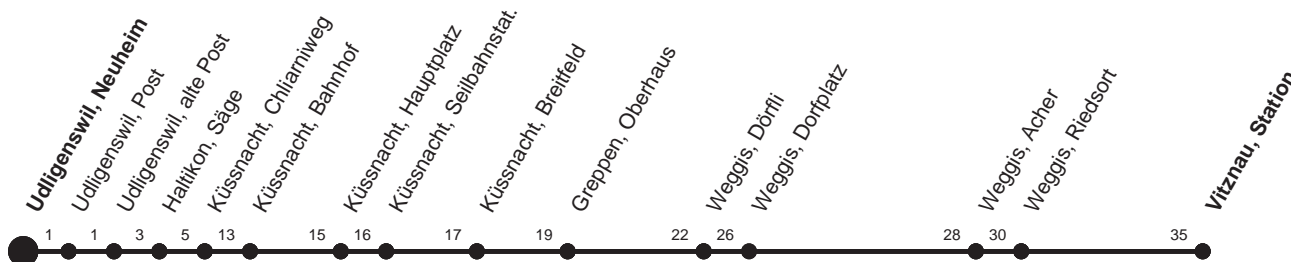 Udligenswil, Neuheim
Udligenswil, Post
Udligenswil, alte Post
Haltikon, Säge
Küssnacht, Chliarniweg
Küssnacht, Bahnhof
Küssnacht, Hauptplatz
Küssnacht, Seilbahnstat.
Küssnacht, Breitfeld
Greppen, Oberhaus
Weggis, Dörfli
Weggis, Dorfplatz
Weggis, Acher
Weggis, Riedsort
Vitznau, Station
1 1 3 5 13 15 16 17 19 22 26 28 30 35